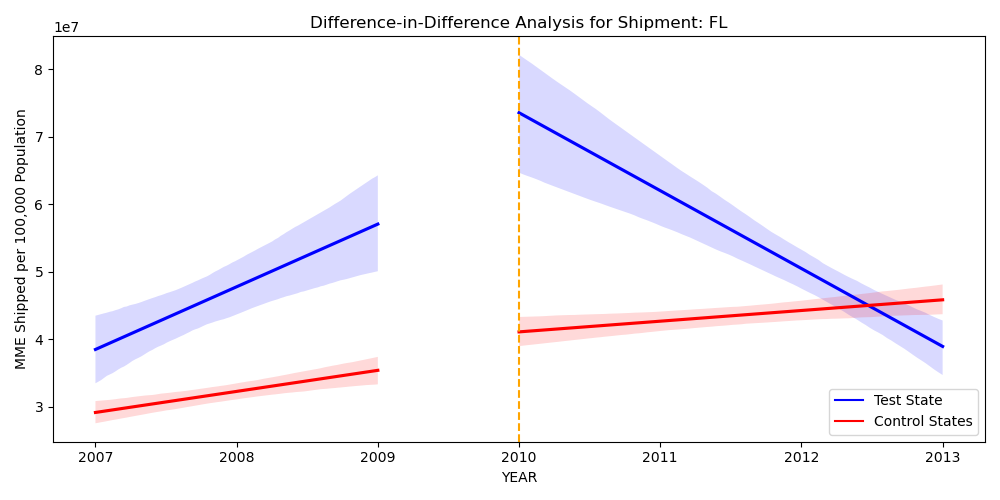 Difference-in-Difference Analysis for Shipment: FL
1e7
MME Shipped per 100,000 Population
8
7
6
5
4
3
Test State
Control States
2007 2008 2009 2010 2011 2012 2013
YEAR